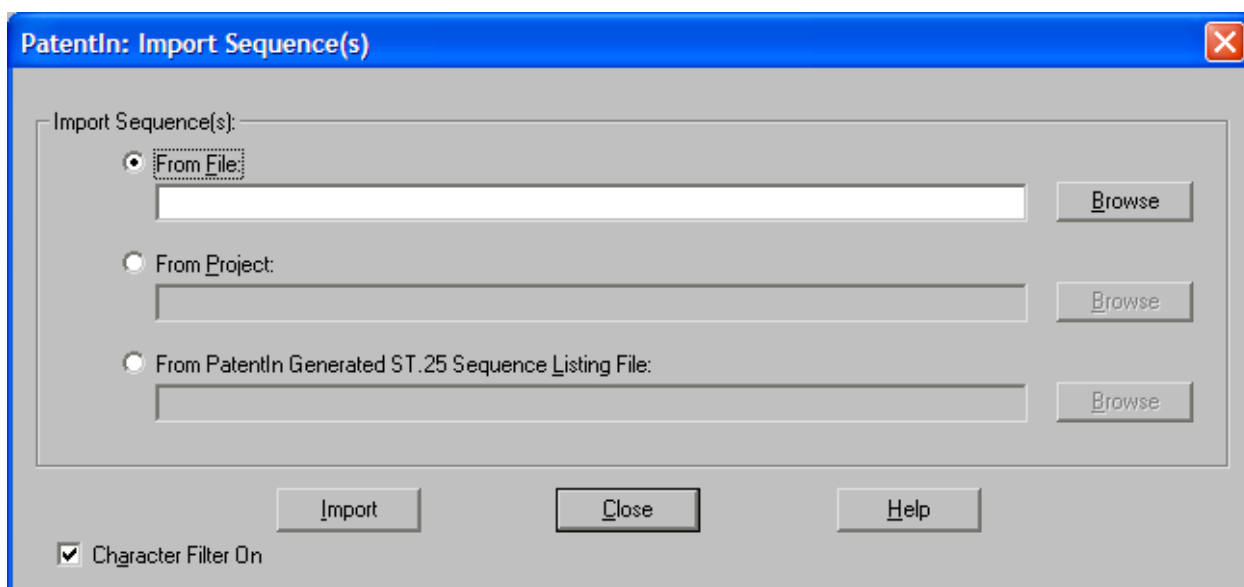 PatentIn: Import Sequence(s)
Import Sequence(s):
From File:
Browse
From Project:
Browse
From PatentIn Generated ST.25 Sequence Listing File:
Browse
Import Close Help
Character Filter On